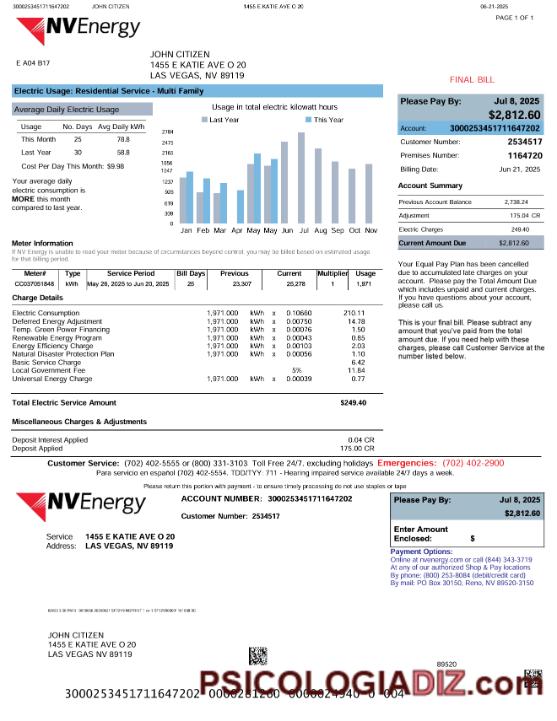 300025345171164720​2 JOHN CITIZEN 1455 E KATIE AVE O 20 06-21-2025
PAGE 1 OF 1
NVEnergy
E A04 B17
JOHN CITIZEN
1455 E KATIE AVE O 20
LAS VEGAS, NV 89119
FINAL BILL
Electric Usage: Residential Service - Multi Family
Average Daily Electric Usage
Usage No. Days Avg Daily kWh
This Month 25 78.8
Last Year 30 58.8
Cost Per Day This Month: $9.98
Your average daily
electric consumption is
MORE this month
compared to last year.
Usage in total electric kilowatt hours
Last Year This Year
2784
2475
2165
1856
1547
1237
928
619
309
0
Jan Feb Mar Apr May Jun Jul Aug Sep Oct Nov
Please Pay By: Jul 8, 2025
$2,812.60
Account: 3000253451711647202
Customer Number: 2534517
Premises Number: 1164720
Billing Date: Jun 21, 2025
Account Summary
Previous Account Balance 2,738.24
Adjustment 175.04 CR
Electric Charges 249.40
Current Amount Due $2,812.60
Your Equal Pay Plan has been cancelled
due to accumulated late charges on your
account. Please pay the Total Amount Due
which includes unpaid and current charges.
If you have questions about your account,
please call us.
This is your final bill. Please subtract any
amount that you've paid from the total
amount due. If you need help with these
charges, please call Customer Service at the
number listed below.
Meter Information
If NV Energy is unable to read your meter because of circumstances beyond control, you may be billed based on estimated usage
for that billing period.
Meter# Type Service Period Bill Days Previous Current Multiplier Usage
CC037051848 kWh May 26, 2025 to Jun 20, 2025 25 23,307 25,278 1 1,971
Charge Details
Electric Consumption 1,971.000 kWh x 0.10660 210.11
Deferred Energy Adjustment 1,971.000 kWh x 0.00750 14.78
Temp. Green Power Financing 1,971.000 kWh x 0.00076 1.50
Renewable Energy Program 1,971.000 kWh x 0.00043 0.85
Energy Efficiency Charge 1,971.000 kWh x 0.00103 2.03
Natural Disaster Protection Plan 1,971.000 kWh x 0.00056 1.10
Basic Service Charge 6.42
Local Government Fee 5% 11.84
Universal Energy Charge 1,971.000 kWh x 0.00039 0.77
Total Electric Service Amount $249.40
Miscellaneous Charges & Adjustments
Deposit Interest Applied 0.04 CR
Deposit Applied 175.00 CR
Customer Service: (702) 402-5555 or (800) 331-3103 Toll Free 24/7, excluding holidays Emergencies: (702) 402-2900
Para servicio en español (702) 402-5554, TDD/TYY: 711 - Hearing impaired service available 24/7 days a week.
Please return this portion with payment - to ensure timely processing do not use staples or tape
NVEnergy
ACCOUNT NUMBER: 3000253451711647202
Customer Number: 2534517
Service 1455 E KATIE AVE O 20
Address: LAS VEGAS, NV 89119
Please Pay By: Jul 8, 2025
$2,812.60
Enter Amount
Enclosed: $
Payment Options:
Online at nvenergy.com or call (844) 343-3719
At any of our authorized Shop & Pay locations
By phone: (800) 253-8084 (debit/credit card)
By mail: PO Box 30150, Reno, NV 89520-3150
JOHN CITIZEN
1455 E KATIE AVE O 20
LAS VEGAS, NV 89119
89520
PSICOLOGIADIZ.com
3000253451711647202 0000281260 0000024940 0 004